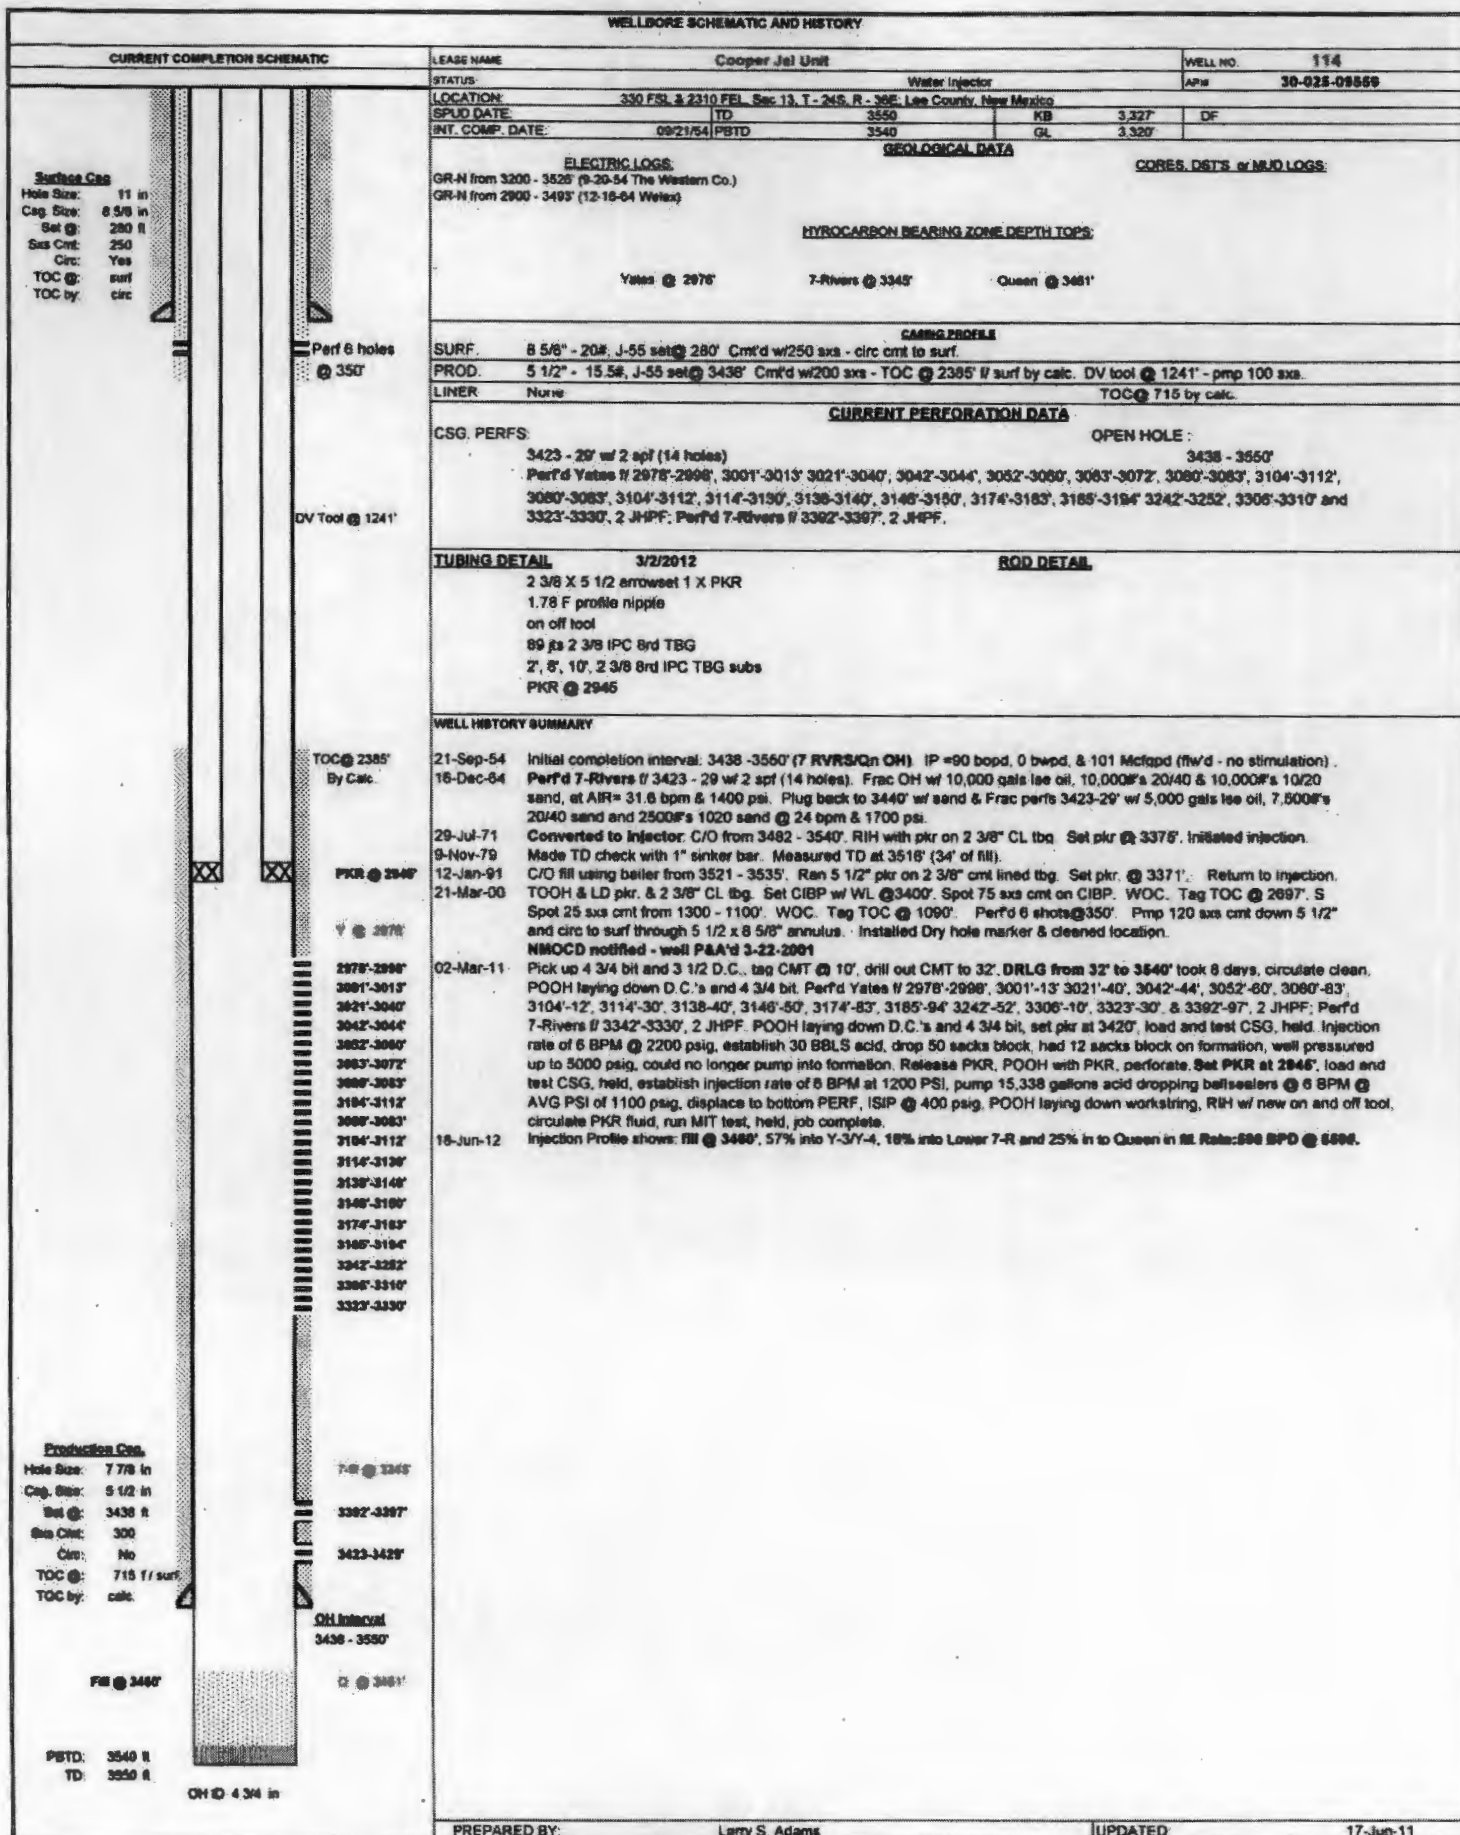 WELLBORE SCHEMATIC AND HISTORY
CURRENT COMPLETION SCHEMATIC
LEASE NAME Cooper Jal Unit WELL NO. 114
STATUS: Water Injector API# 30-025-09559
LOCATION: 330 FSL & 2310 FEL, Sec 13, T - 24S, R - 36E; Lee County, New Mexico
SPUD DATE: TD 3550 KB 3,327' DF
INT. COMP. DATE: 09/21/54 PBTD 3540 GL 3,320'
GEOLOGICAL DATA
ELECTRIC LOGS: CORES, DST'S or MUD LOGS:
GR-N from 3200 - 3526' (9-20-54 The Western Co.)
GR-N from 2900 - 3493' (12-16-64 Welex)
HYROCARBON BEARING ZONE DEPTH TOPS:
Yates @ 2976' 7-Rivers @ 3345' Queen @ 3461'
CASING PROFILE
SURF. 8 5/8" - 20#, J-55 set@ 280' Cmt'd w/250 sxs - circ cmt to surf.
PROD. 5 1/2" - 15.5#, J-55 set@ 3438' Cmt'd w/200 sxs - TOC @ 2385' f/ surf by calc. DV tool @ 1241' - pmp 100 sxs.
LINER None TOC@ 715 by calc.
CURRENT PERFORATION DATA
CSG. PERFS: OPEN HOLE :
3423 - 29' w/ 2 spf (14 holes) 3438 - 3550'
Perf'd Yates f/ 2978'-2998', 3001'-3013' 3021'-3040', 3042'-3044', 3052'-3060', 3063'-3072', 3080'-3083', 3104'-3112',
3080'-3083', 3104'-3112', 3114'-3130', 3138-3140', 3146'-3150', 3174'-3183', 3185'-3194' 3242'-3252', 3306'-3310' and
3323'-3330', 2 JHPF; Perf'd 7-Rivers f/ 3392'-3397', 2 JHPF.
TUBING DETAIL 3/2/2012 ROD DETAIL
2 3/8 X 5 1/2 arrowset 1 X PKR
1.78 F profile nipple
on off tool
89 jts 2 3/8 IPC 8rd TBG
2', 8', 10', 2 3/8 8rd IPC TBG subs
PKR @ 2945
WELL HISTORY SUMMARY
21-Sep-54 Initial completion interval: 3438 -3550' (7 RVRS/Qn OH) IP =90 bopd, 0 bwpd, & 101 Mcfgpd (flw'd - no stimulation) .
16-Dec-64 Perf'd 7-Rivers f/ 3423 - 29 w/ 2 spf (14 holes). Frac OH w/ 10,000 gals lse oil, 10,000#'s 20/40 & 10,000#'s 10/20
sand, at AIR= 31.6 bpm & 1400 psi. Plug back to 3440' w/ sand & Frac perfs 3423-29' w/ 5,000 gals lse oil, 7,500#'s
20/40 sand and 2500#'s 1020 sand @ 24 bpm & 1700 psi.
29-Jul-71 Converted to Injector: C/O from 3482 - 3540'. RIH with pkr on 2 3/8" CL tbg. Set pkr @ 3375'. Initiated injection.
9-Nov-79 Made TD check with 1" sinker bar. Measured TD at 3516' (34' of fill).
12-Jan-91 C/O fill using bailer from 3521 - 3535'. Ran 5 1/2" pkr on 2 3/8" cmt lined tbg. Set pkr. @ 3371'. Return to injection.
21-Mar-00 TOOH & LD pkr. & 2 3/8" CL tbg. Set CIBP w/ WL @3400'. Spot 75 sxs cmt on CIBP. WOC. Tag TOC @ 2697'. S
Spot 25 sxs cmt from 1300 - 1100'. WOC. Tag TOC @ 1090'. Perf'd 6 shots@350'. Pmp 120 sxs cmt down 5 1/2"
and circ to surf through 5 1/2 x 8 5/8" annulus. Installed Dry hole marker & cleaned location.
NMOCD notified - well P&A'd 3-22-2001
02-Mar-11 Pick up 4 3/4 bit and 3 1/2 D.C., tag CMT @ 10', drill out CMT to 32'. DRLG from 32' to 3540' took 8 days, circulate clean,
POOH laying down D.C.'s and 4 3/4 bit. Perf'd Yates f/ 2978'-2998', 3001'-13' 3021'-40', 3042'-44', 3052'-60', 3080'-83',
3104'-12', 3114'-30', 3138-40', 3146'-50', 3174'-83', 3185'-94' 3242'-52', 3306'-10', 3323'-30', & 3392'-97', 2 JHPF; Perf'd
7-Rivers f/ 3342'-3330', 2 JHPF. POOH laying down D.C.'s and 4 3/4 bit, set pkr at 3420', load and test CSG, held. Injection
rate of 6 BPM @ 2200 psig, establish 30 BBLS acid, drop 50 sacks block, had 12 sacks block on formation, well pressured
up to 5000 psig, could no longer pump into formation. Release PKR, POOH with PKR, perforate. Set PKR at 2945', load and
test CSG, held, establish injection rate of 6 BPM at 1200 PSI, pump 15,338 gallons acid dropping ballsealers @ 6 BPM @
AVG PSI of 1100 psig, displace to bottom PERF, ISIP @ 400 psig, POOH laying down workstring, RIH w/ new on and off tool,
circulate PKR fluid, run MIT test, held, job complete.
18-Jun-12 Injection Profile shows: fill @ 3460', 57% into Y-3/Y-4, 18% into Lower 7-R and 25% in to Queen in
Surface Csg
Hole Size: 11 in
Csg. Size: 8 5/8 in
Set @: 280 ft
Sxs Cmt: 250
Circ: Yes
TOC @: surf
TOC by: circ
Perf 6 holes
@ 350'
DV Tool @ 1241'
TOC@ 2385'
By Calc.
PKR @ 2945'
Y @ 2976'
2978'-2998'
3001'-3013'
3021'-3040'
3042'-3044'
3052'-3060'
3063'-3072'
3080'-3083'
3104'-3112'
3080'-3083'
3104'-3112'
3114'-3130'
3138'-3140'
3146'-3150'
3174'-3183'
3185'-3194'
3242'-3252'
3306'-3310'
3323'-3330'
Production Csg.
Hole Size: 7 7/8 in
Csg. Size: 5 1/2 in
Set @: 3438 ft
Sxs Cmt: 300
Circ: No
TOC @: 715 f/ surf
TOC by: calc.
7-R @ 3345'
3392'-3397'
3423-3429'
OH Interval
3438 - 3550'
Fill @ 3460'
Q @ 3461'
PBTD: 3540 ft
TD: 3550 ft
OH ID 4 3/4 in
PREPARED BY: Larry S. Adams UPDATED: 17-Jun-11